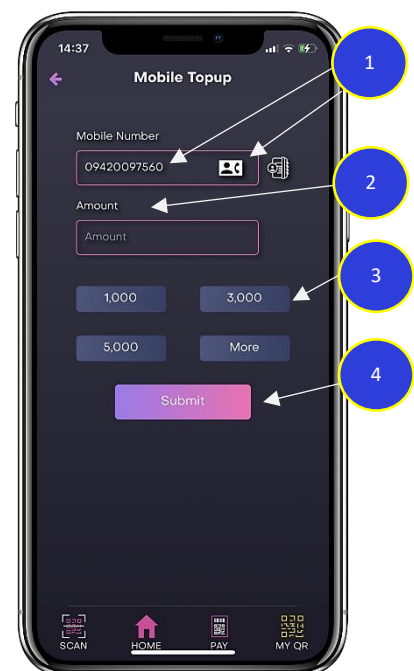 14:37
Mobile Topup
Mobile Number
09420097560
Amount
Amount
1,000 3,000
5,000 More
Submit
SCAN HOME PAY MY QR
1
2
3
4